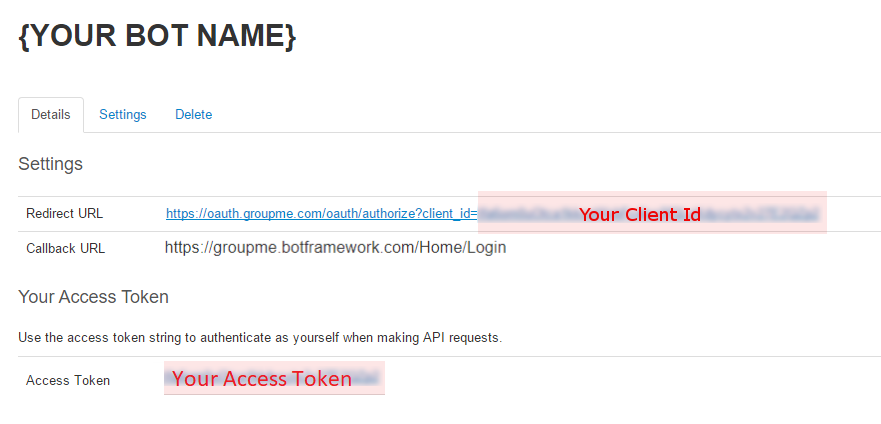 {YOUR BOT NAME}
Details Settings Delete
Settings
Redirect URL https://oauth.groupme.com/oauth/authorize?client_id= Your Client Id
Callback URL https://groupme.botframework.com/Home/Login
Your Access Token
Use the access token string to authenticate as yourself when making API requests.
Access Token Your Access Token